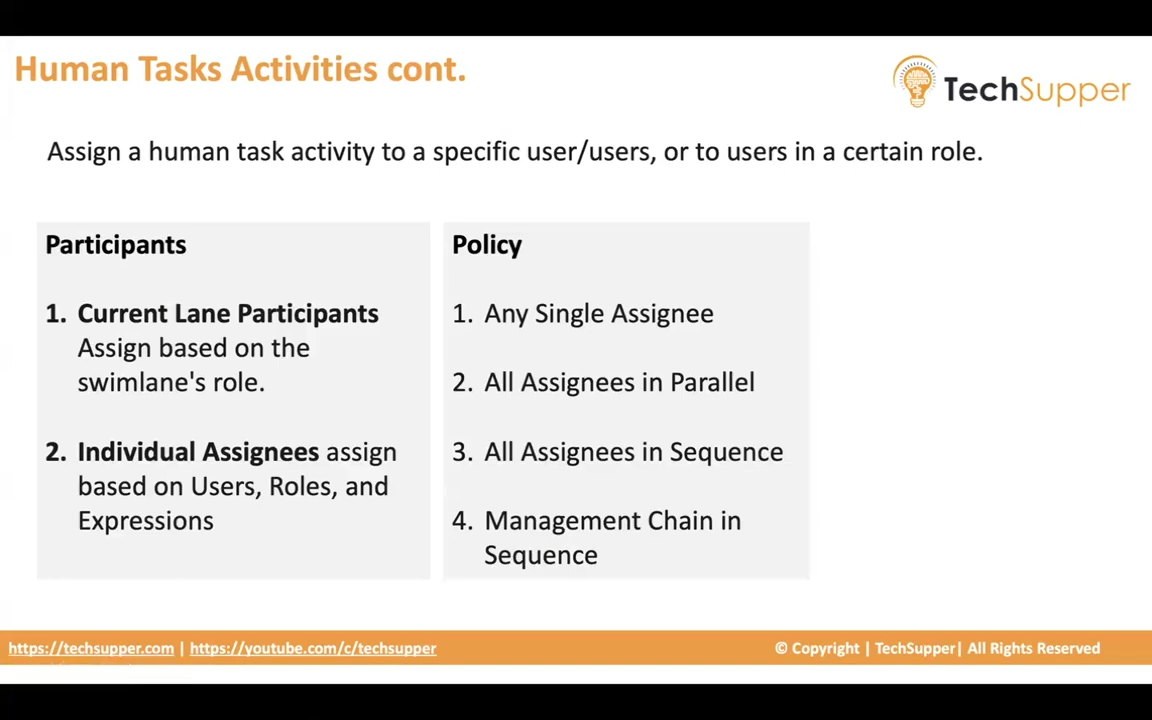 Human Tasks Activities cont.
TechSupper
Assign a human task activity to a specific user/users, or to users in a certain role.
Participants
1. Current Lane Participants
Assign based on the
swimlane's role.
2. Individual Assignees assign
based on Users, Roles, and
Expressions
Policy
1. Any Single Assignee
2. All Assignees in Parallel
3. All Assignees in Sequence
4. Management Chain in
Sequence
https://techsupper.com | https://youtube.com/c/techsupper
© Copyright | TechSupper| All Rights Reserved